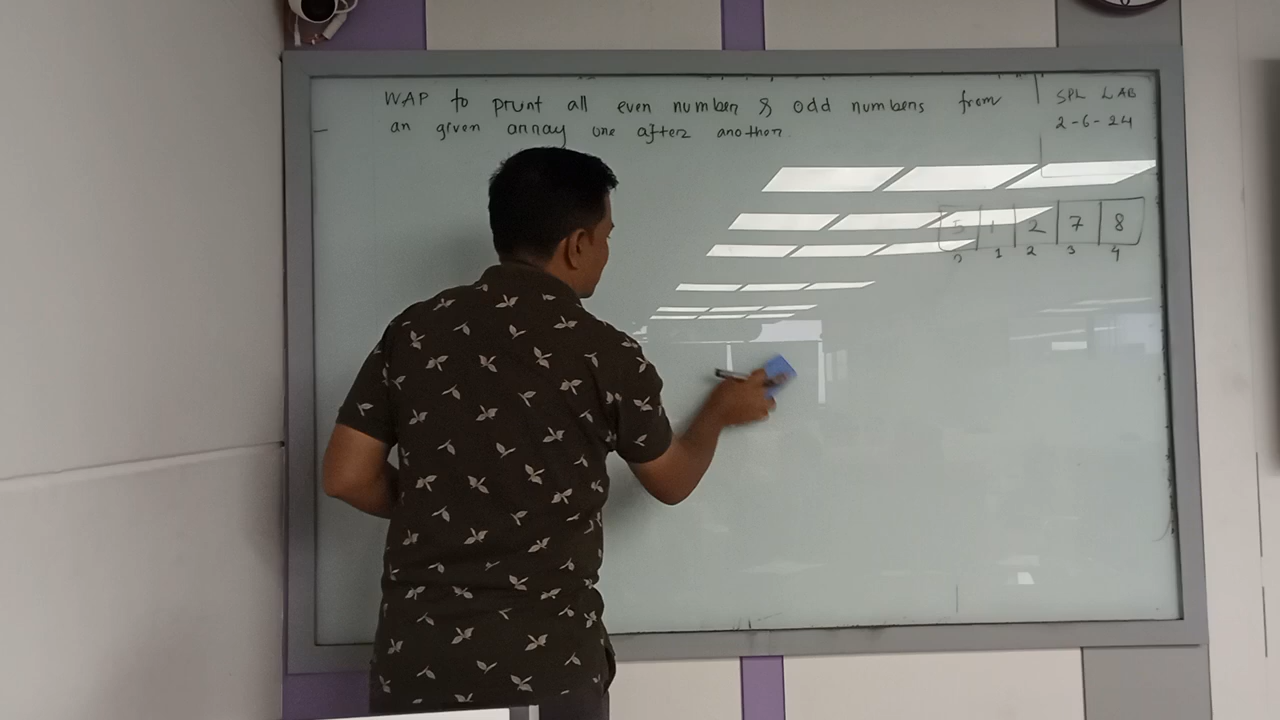 WAP to print all even number & odd numbers from
an given array one after another
SPL LAB
2-6-24
5 1 2 7 8
0 1 2 3 4